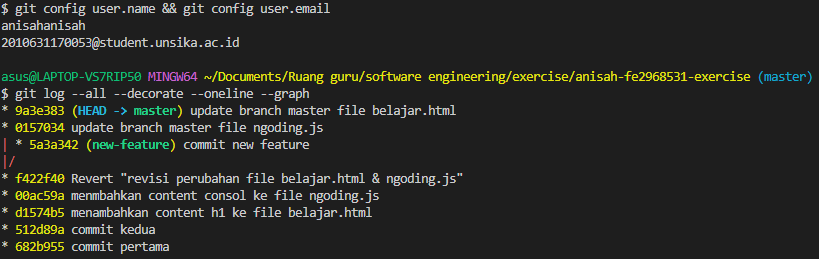 $ git config user.name && git config user.email
anisahanisah
2010631170053@student.unsika.ac.id
asus@LAPTOP-VS7RIP50 MINGW64 ~/Documents/Ruang guru/software engineering/exercise/anisah-fe2968531-exercise (master)
$ git log --all --decorate --oneline --graph
* 9a3e383 (HEAD -> master) update branch master file belajar.html
* 0157034 update branch master file ngoding.js
| * 5a3a342 (new-feature) commit new feature
|/
* f422f40 Revert "revisi perubahan file belajar.html & ngoding.js"
* 00ac59a menmbahkan content consol ke file ngoding.js
* d1574b5 menambahkan content h1 ke file belajar.html
* 512d89a commit kedua
* 682b955 commit pertama